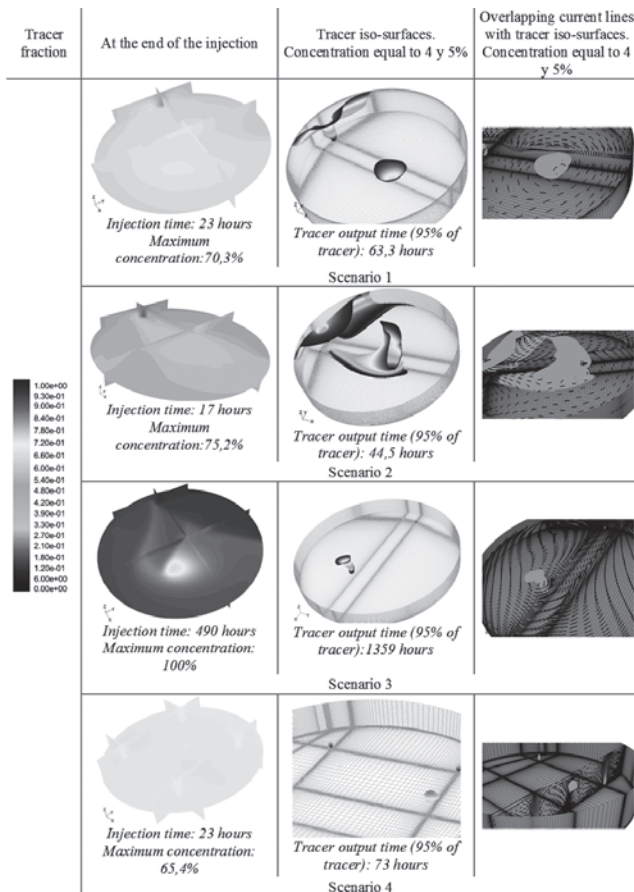 Tracer
fraction
At the end of the injection
Tracer iso-surfaces.
Concentration equal to 4 y 5%
Overlapping current lines
with tracer iso-surfaces.
Concentration equal to 4
y 5%
1.00e+00
9.30e-01
9.00e-01
8.40e-01
7.80e-01
7.20e-01
6.60e-01
6.00e-01
5.40e-01
4.80e-01
3.90e-01
3.30e-01
2.70e-01
2.10e-01
1.80e-01
1.20e-01
6.00e+00
0.00e+00
Injection time: 23 hours
Maximum
concentration:70,3%
Tracer output time (95% of
tracer): 63,3 hours
Scenario 1
Injection time: 17 hours
Maximum
concentration:75,2%
Tracer output time (95% of
tracer): 44,5 hours
Scenario 2
Injection time: 490 hours
Maximum concentration:
100%
Tracer output time (95% of
tracer):1359 hours
Scenario 3
Injection time: 23 hours
Maximum concentration:
65,4%
Tracer output time (95% of
tracer): 73 hours
Scenario 4